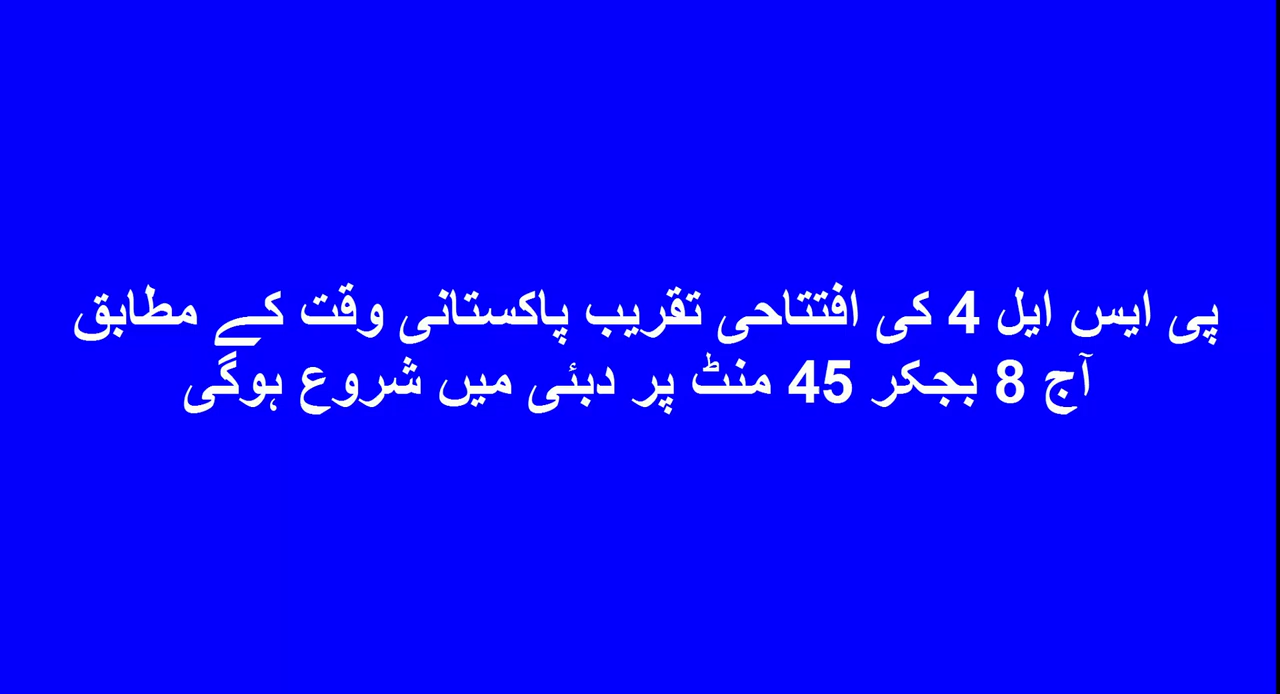 پی ایس ایل 4 کی افتتاحی تقریب پاکستانی وقت کے مطابق
آج 8 بجکر 45 منٹ پر دبئی میں شروع ہوگی